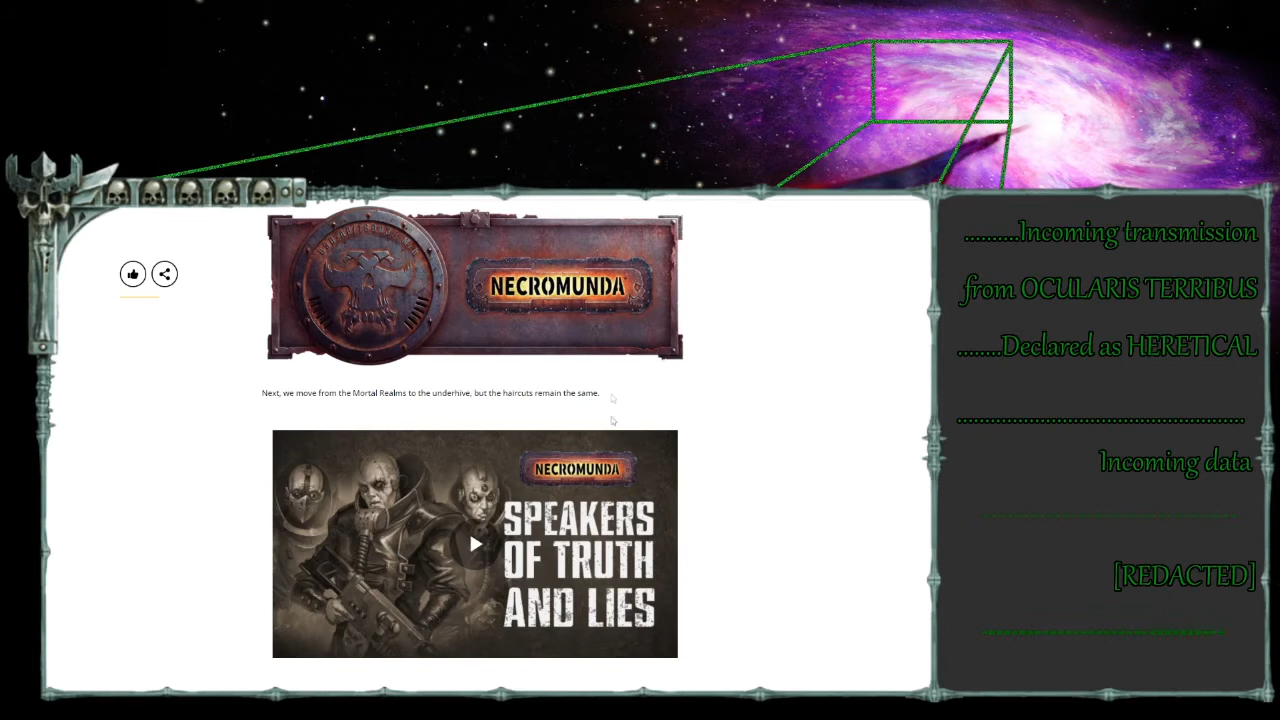 NECROMUNDA
Next, we move from the Mortal Realms to the underhive, but the haircuts remain the same.
NECROMUNDA
SPEAKERS
OF TRUTH
AND LIES
..........Incoming transmission
from OCULARIS TERRIBUS
........Declared as HERETICAL
.....................................................
Incoming data
[REDACTED]